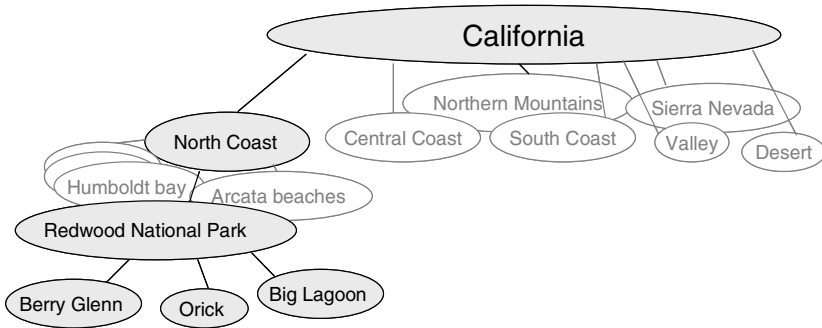 California
Northern Mountains
Sierra Nevada
North Coast
Central Coast
South Coast
Valley
Desert
Humboldt bay
Arcata beaches
Redwood National Park
Berry Glenn
Orick
Big Lagoon